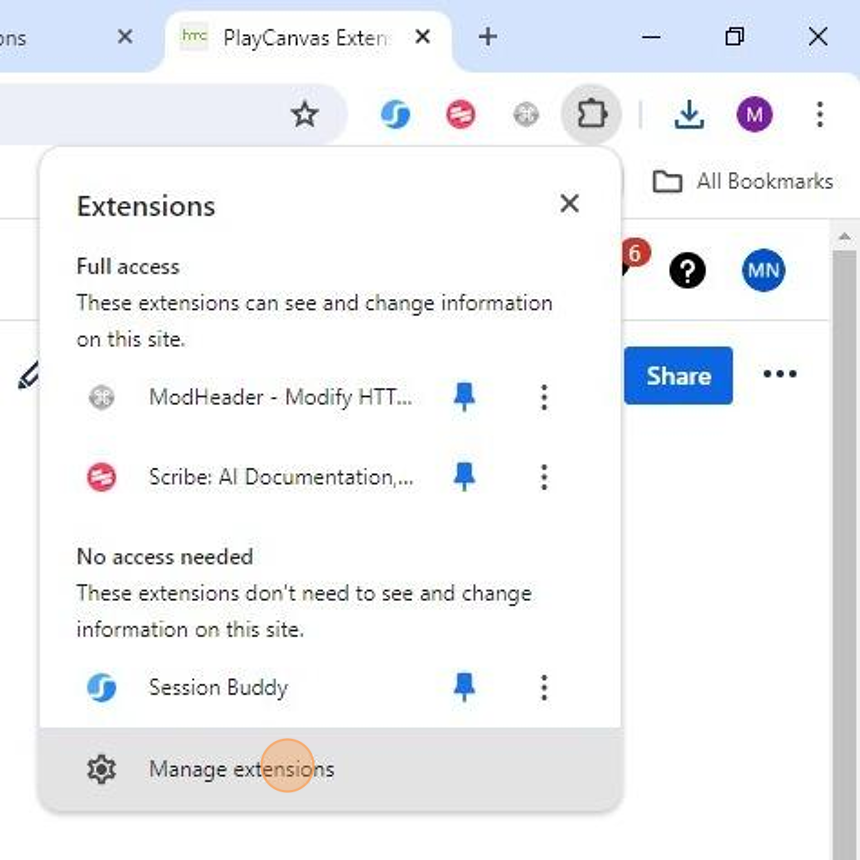 ons
hmc PlayCanvas Exten
M
All Bookmarks
Extensions
6
MN
Full access
These extensions can see and change information
on this site.
Share
ModHeader - Modify HTT...
Scribe: AI Documentation,...
No access needed
These extensions don't need to see and change
information on this site.
Session Buddy
Manage extensions